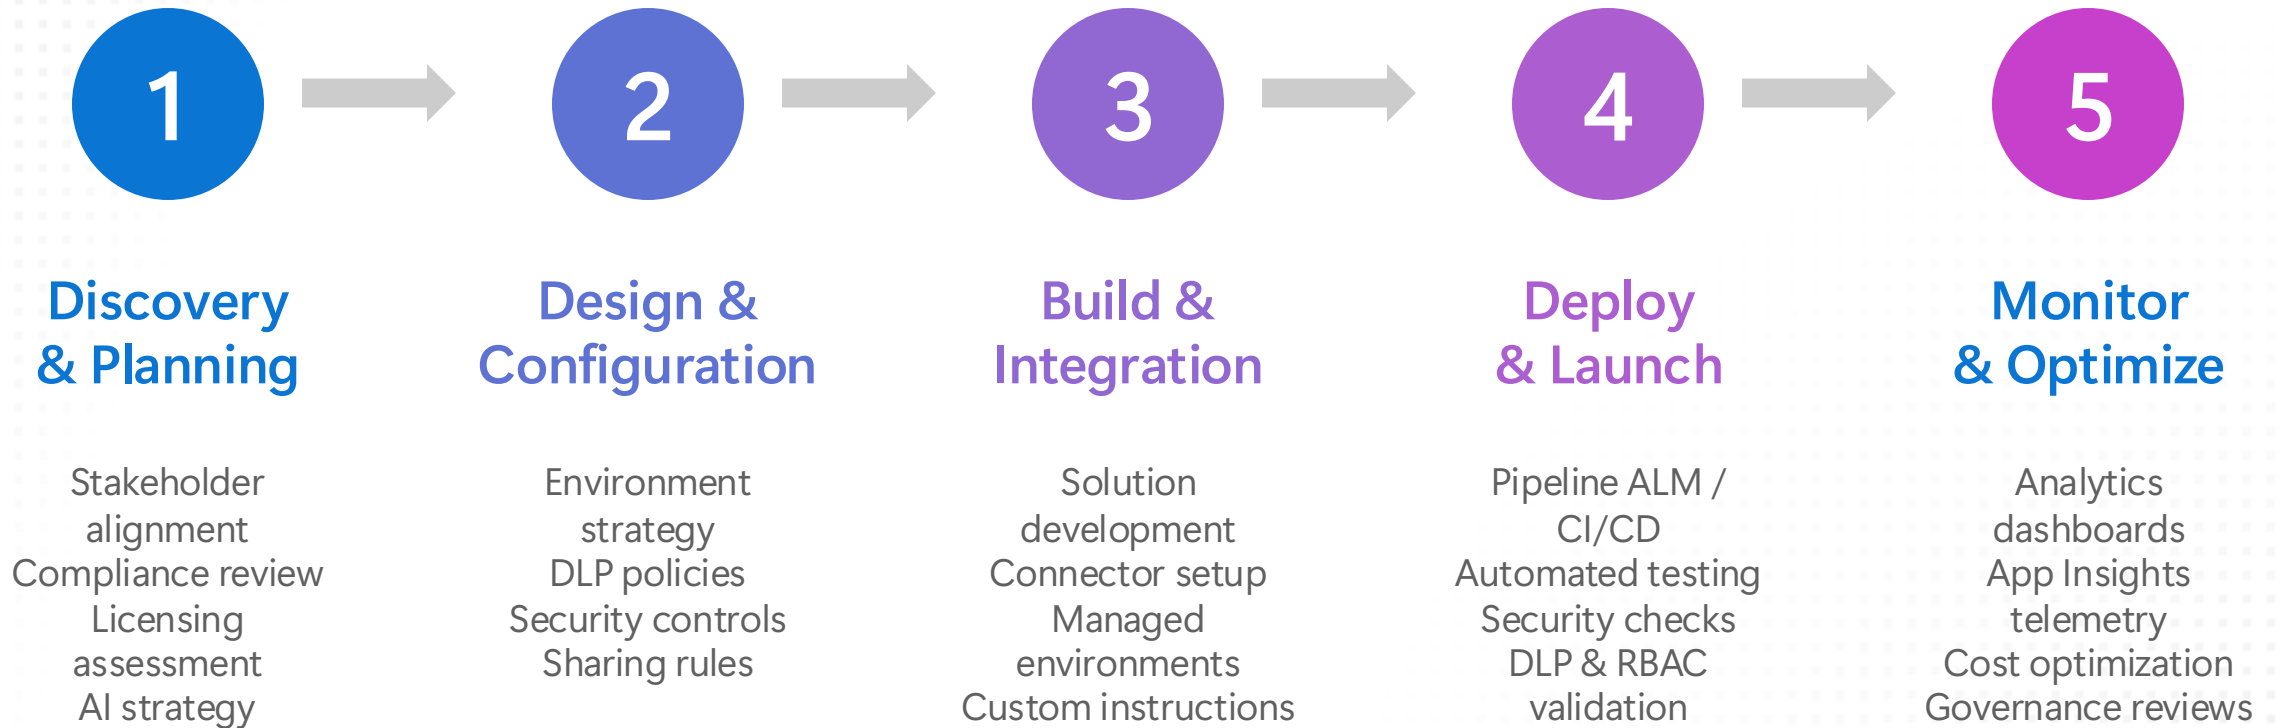 1
2
3
4
5
Discovery
& Planning
Design &
Configuration
Build &
Integration
Deploy
& Launch
Monitor
& Optimize
Stakeholder
alignment
Compliance review
Licensing
assessment
AI strategy
Environment
strategy
DLP policies
Security controls
Sharing rules
Solution
development
Connector setup
Managed
environments
Custom instructions
Pipeline ALM /
CI/CD
Automated testing
Security checks
DLP & RBAC
validation
Analytics
dashboards
App Insights
telemetry
Cost optimization
Governance reviews